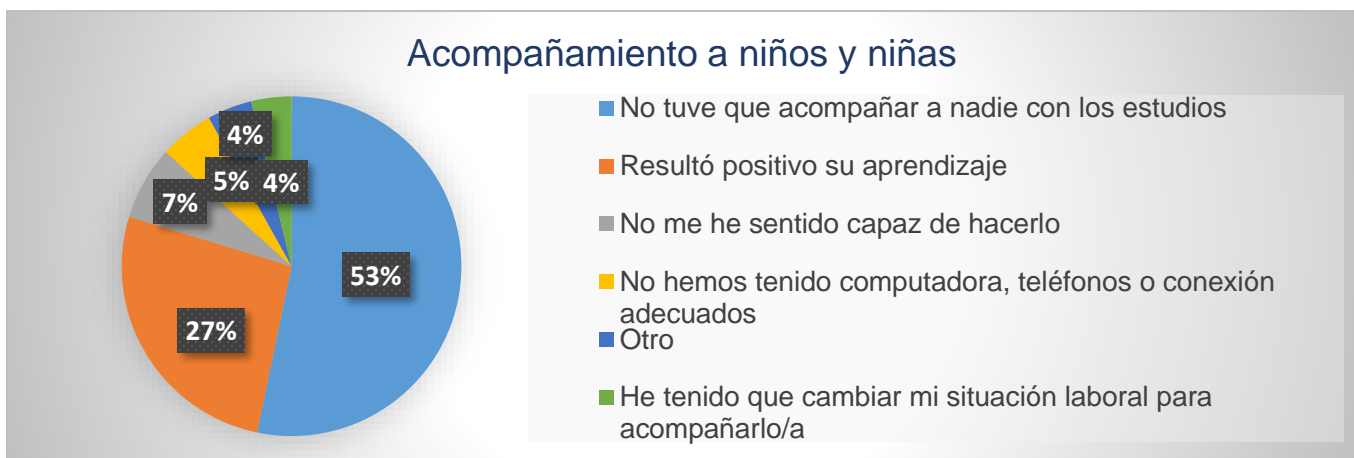 Acompañamiento a niños y niñas
No tuve que acompañar a nadie con los estudios
Resultó positivo su aprendizaje
No me he sentido capaz de hacerlo
No hemos tenido computadora, teléfonos o conexión
adecuados
Otro
He tenido que cambiar mi situación laboral para
acompañarlo/a
4%
5%
4%
7%
53%
27%